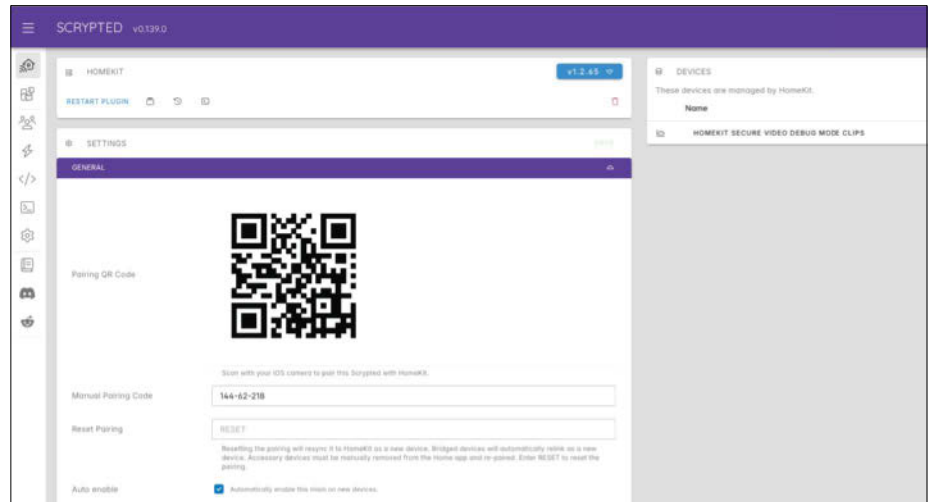 SCRYPTED v0.139.0
HOMEKIT
v1.2.65
RESTART PLUGIN
SETTINGS
SAVE
GENERAL
Pairing QR Code
Scan with your iOS camera to pair this Scrypted with HomeKit.
Manual Pairing Code
144-62-218
Reset Pairing
RESET
Resetting the pairing will resync it to HomeKit as a new device. Bridged devices will automatically relink as a new
device. Accessory devices must be manually removed from the Home app and re-paired. Enter RESET to reset the
pairing.
Auto enable
Automatically enable this mixin on new devices.
DEVICES
These devices are managed by HomeKit.
Name
HOMEKIT SECURE VIDEO DEBUG MODE CLIPS